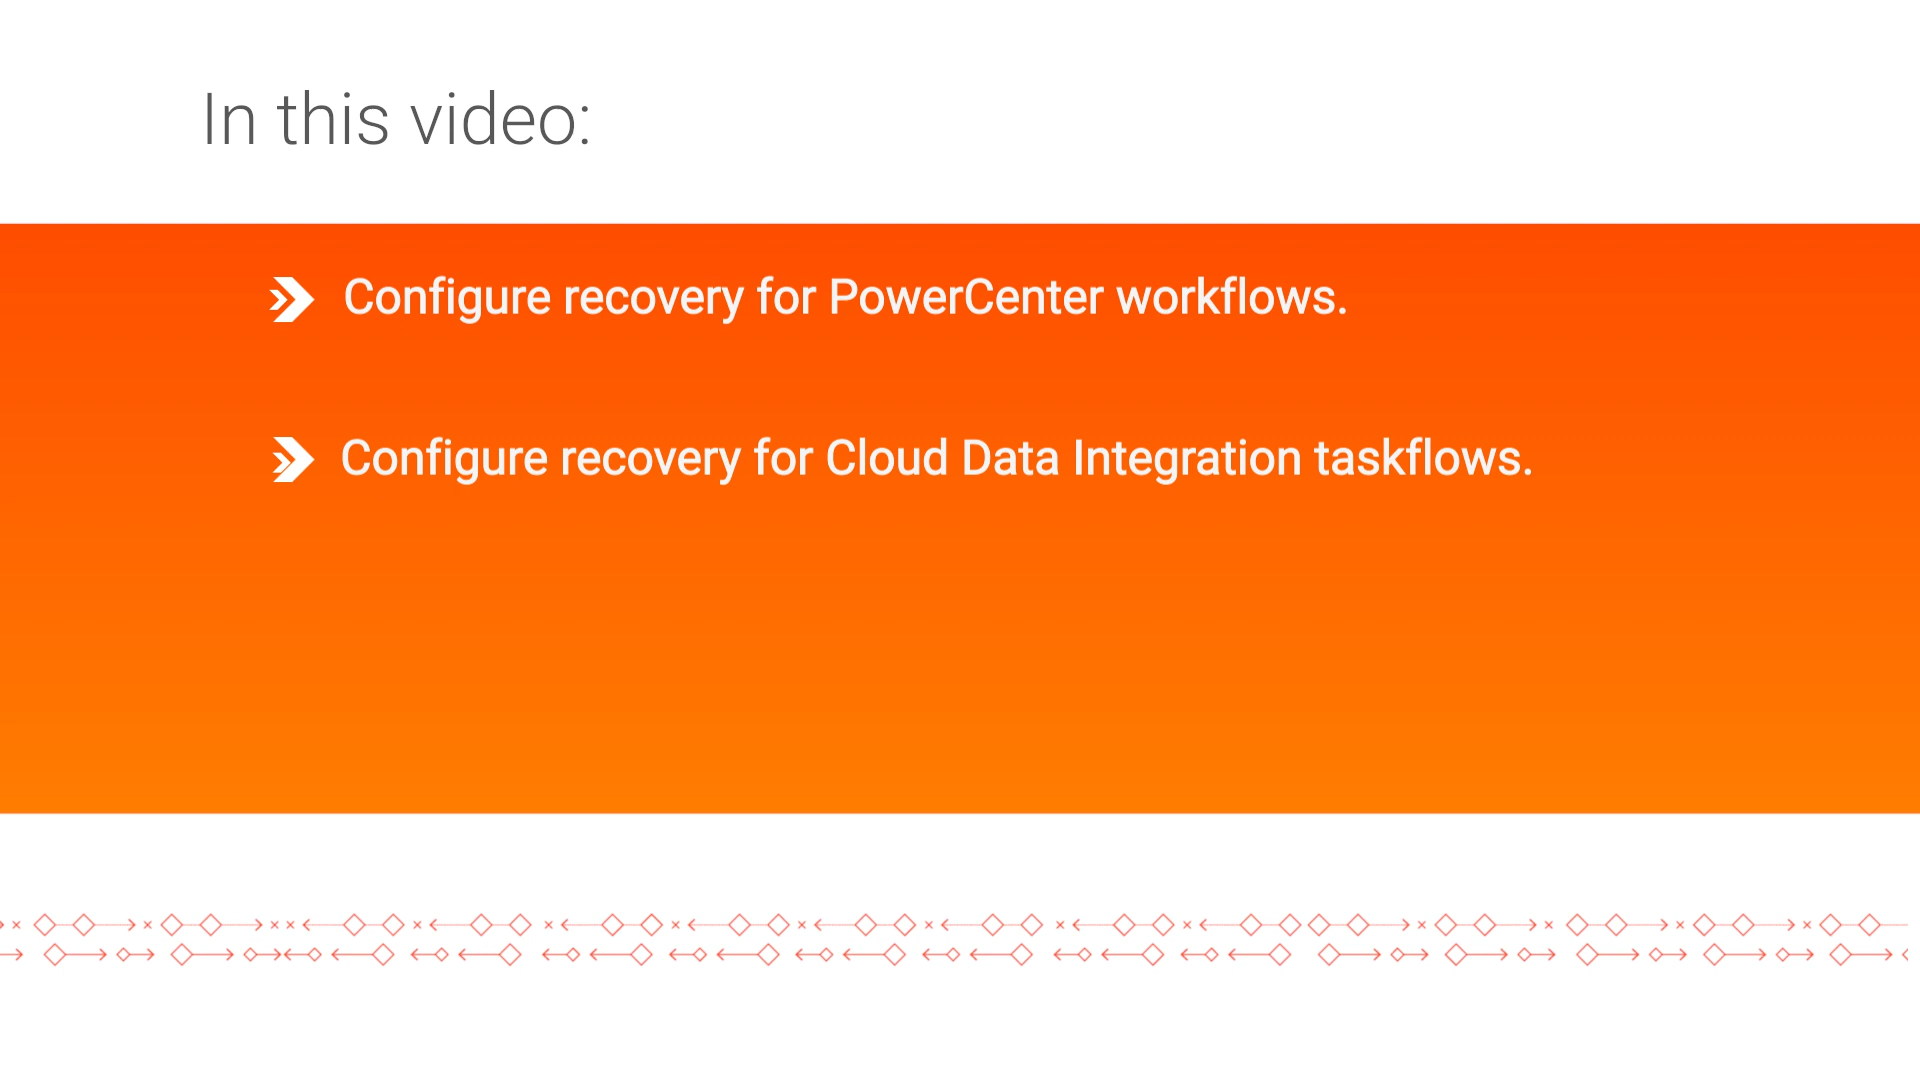 In this video:
Configure recovery for PowerCenter workflows.
Configure recovery for Cloud Data Integration taskflows.